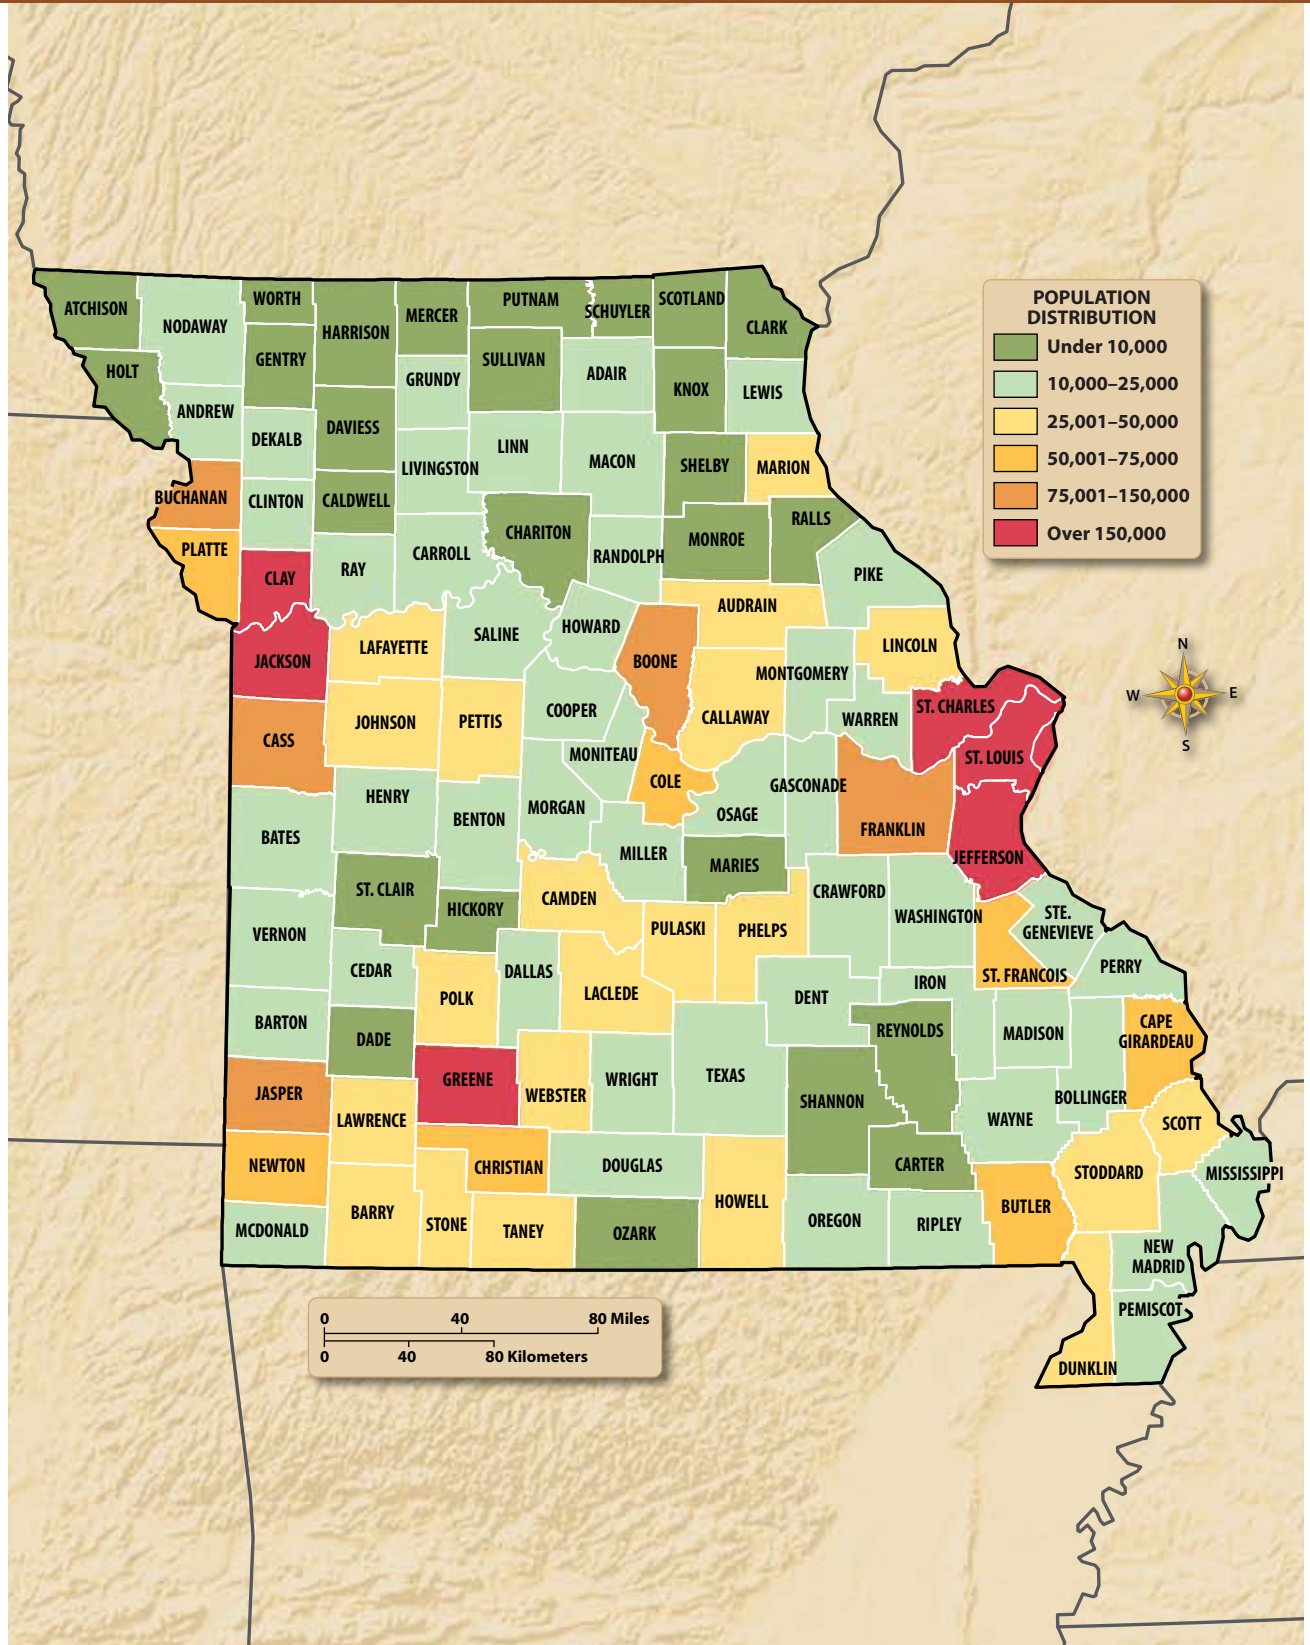 ATCHISON
NODAWAY
WORTH
HARRISON
MERCER
PUTNAM
SCHUYLER
SCOTLAND
CLARK
HOLT
GENTRY
SULLIVAN
ADAIR
KNOX
LEWIS
GRUNDY
ANDREW
DEKALB
DAVIESS
LIVINGSTON
LINN
MACON
SHELBY
MARION
BUCHANAN
CLINTON
CALDWELL
CARROLL
CHARITON
RANDOLPH
MONROE
RALLS
PLATTE
CLAY
RAY
PIKE
AUDRAIN
JACKSON
LAFAYETTE
SALINE
HOWARD
BOONE
MONTGOMERY
LINCOLN
CALLAWAY
WARREN
ST. CHARLES
ST. LOUIS
CASS
JOHNSON
PETTIS
COOPER
MONITEAU
COLE
OSAGE
GASCONADE
FRANKLIN
JEFFERSON
BATES
HENRY
BENTON
MORGAN
MILLER
MARIES
CRAWFORD
WASHINGTON
STE.
GENEVIEVE
ST. FRANCOIS
PERRY
VERNON
ST. CLAIR
HICKORY
CAMDEN
PULASKI
PHELPS
CEDAR
POLK
DALLAS
LACLEDE
DENT
IRON
REYNOLDS
MADISON
CAPE
GIRARDEAU
BARTON
DADE
GREENE
WEBSTER
WRIGHT
TEXAS
SHANNON
WAYNE
BOLLINGER
SCOTT
JASPER
LAWRENCE
NEWTON
CHRISTIAN
DOUGLAS
HOWELL
CARTER
BUTLER
STODDARD
MISSISSIPPI
MCDONALD
BARRY
STONE
TANEY
OZARK
OREGON
RIPLEY
NEW
MADRID
PEMISCOT
DUNKLIN
POPULATION
DISTRIBUTION
Under 10,000
10,000–25,000
25,001–50,000
50,001–75,000
75,001–150,000
Over 150,000
N
W
E
S
0 40 80 Miles
0 40 80 Kilometers